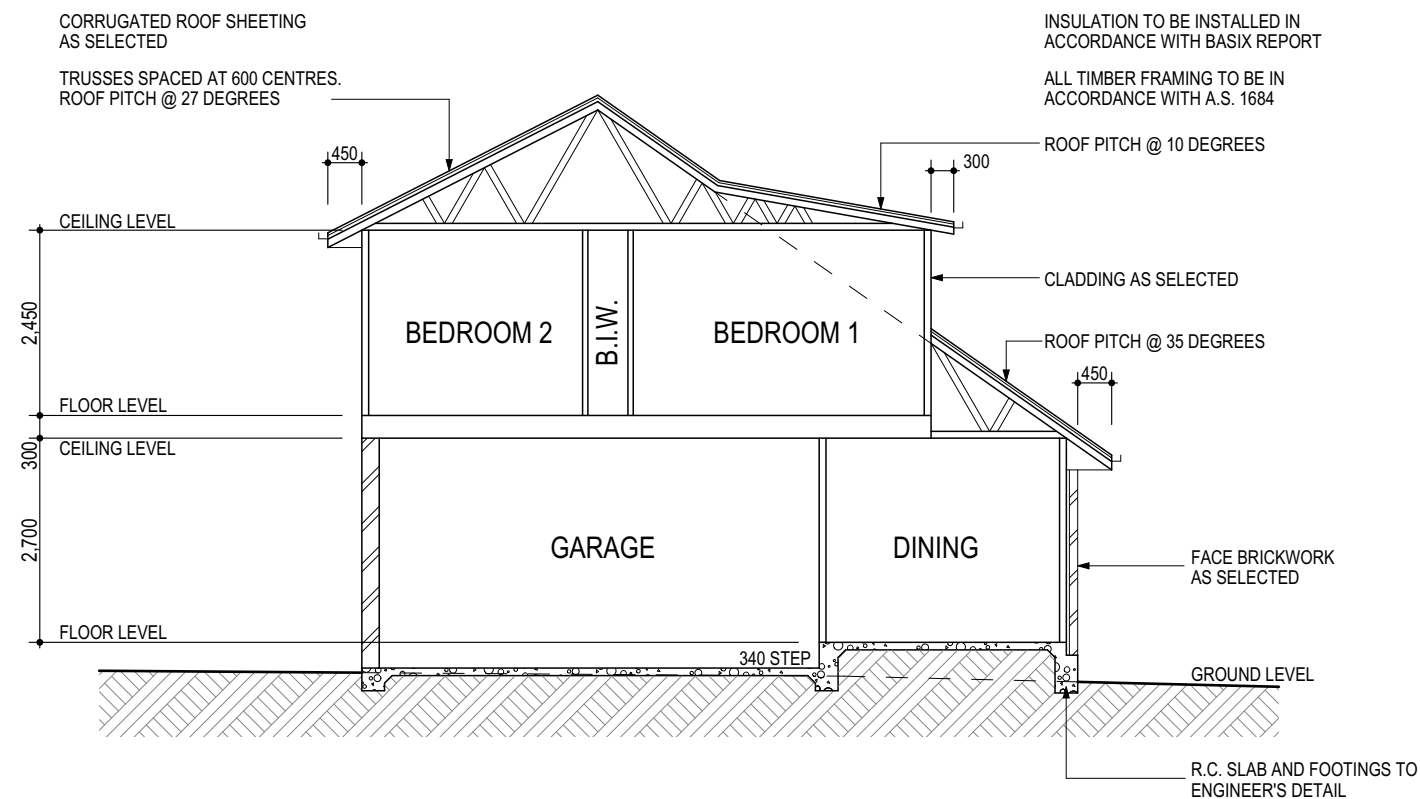 CORRUGATED ROOF SHEETING
AS SELECTED
TRUSSES SPACED AT 600 CENTRES.
ROOF PITCH @ 27 DEGREES
INSULATION TO BE INSTALLED IN
ACCORDANCE WITH BASIX REPORT
ALL TIMBER FRAMING TO BE IN
ACCORDANCE WITH A.S. 1684
ROOF PITCH @ 10 DEGREES
450
300
CEILING LEVEL
CLADDING AS SELECTED
2,450
BEDROOM 2
B.I.W.
BEDROOM 1
ROOF PITCH @ 35 DEGREES
450
FLOOR LEVEL
300
CEILING LEVEL
2,700
GARAGE
DINING
FACE BRICKWORK
AS SELECTED
FLOOR LEVEL
340 STEP
GROUND LEVEL
R.C. SLAB AND FOOTINGS TO
ENGINEER'S DETAIL